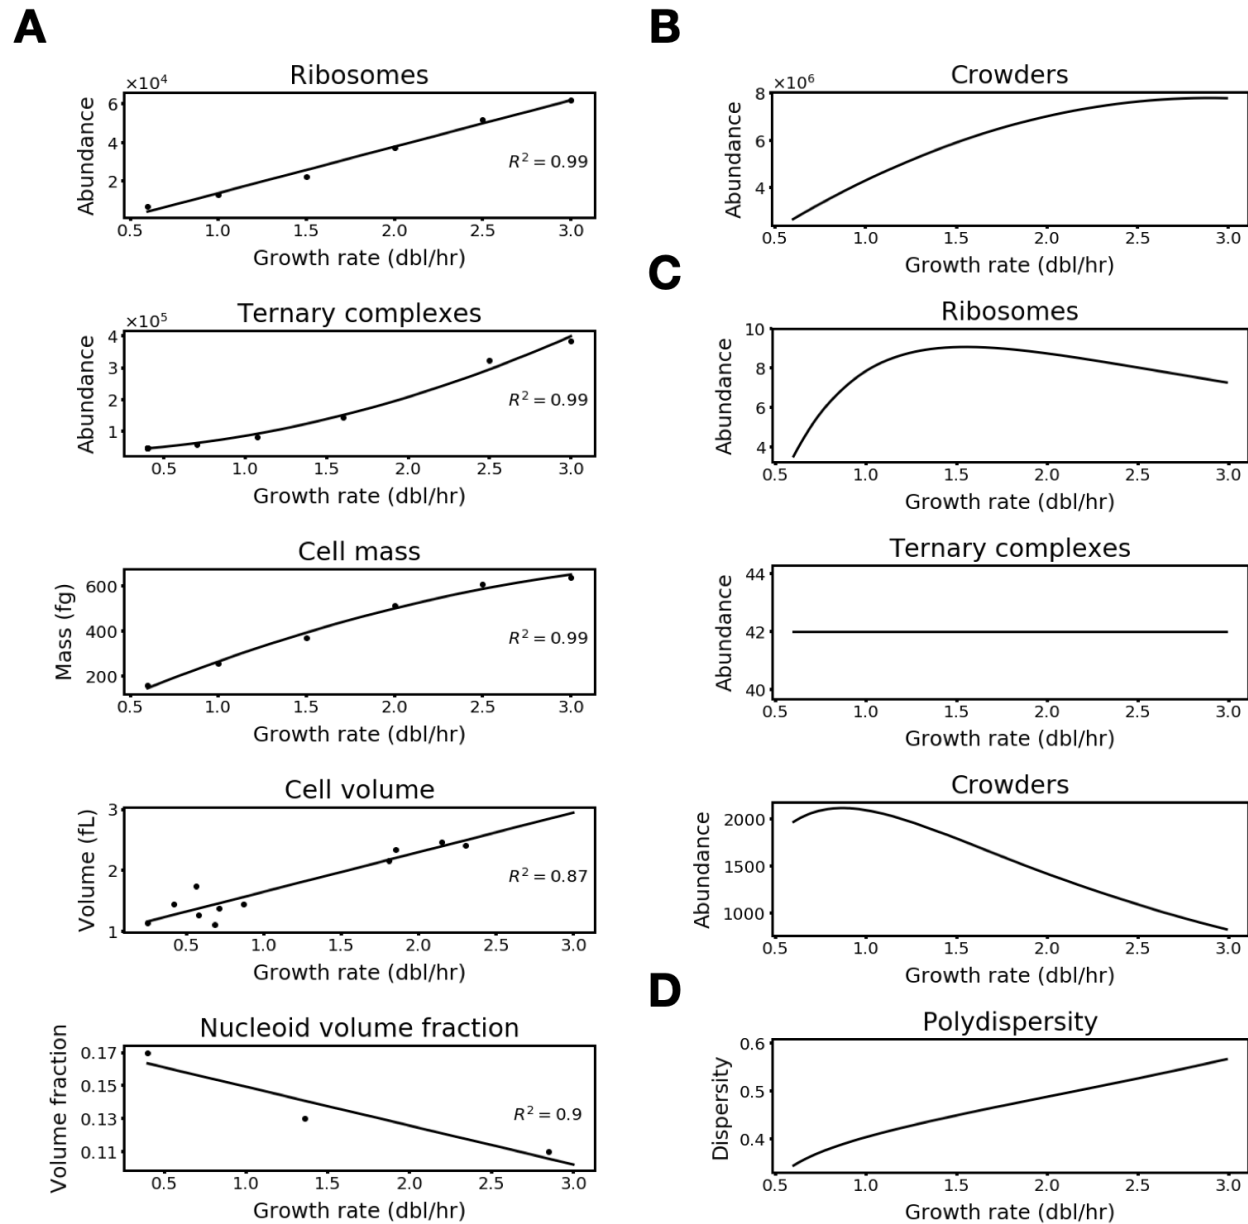 A
Ribosomes
×10⁴
6
4
2
Abundance
R² = 0.99
0.5 1.0 1.5 2.0 2.5 3.0
Growth rate (dbl/hr)
Ternary complexes
×10⁵
4
3
2
1
Abundance
R² = 0.99
0.5 1.0 1.5 2.0 2.5 3.0
Growth rate (dbl/hr)
Cell mass
600
400
200
Mass (fg)
R² = 0.99
0.5 1.0 1.5 2.0 2.5 3.0
Growth rate (dbl/hr)
Cell volume
3
2
1
Volume (fL)
R² = 0.87
0.5 1.0 1.5 2.0 2.5 3.0
Growth rate (dbl/hr)
Nucleoid volume fraction
0.17
0.15
0.13
0.11
Volume fraction
R² = 0.9
0.5 1.0 1.5 2.0 2.5 3.0
Growth rate (dbl/hr)
B
Crowders
×10⁶
8
6
4
Abundance
0.5 1.0 1.5 2.0 2.5 3.0
Growth rate (dbl/hr)
C
Ribosomes
10
8
6
4
Abundance
0.5 1.0 1.5 2.0 2.5 3.0
Growth rate (dbl/hr)
Ternary complexes
44
42
40
Abundance
0.5 1.0 1.5 2.0 2.5 3.0
Growth rate (dbl/hr)
Crowders
2000
1500
1000
Abundance
0.5 1.0 1.5 2.0 2.5 3.0
Growth rate (dbl/hr)
D
Polydispersity
0.6
0.5
0.4
Dispersity
0.5 1.0 1.5 2.0 2.5 3.0
Growth rate (dbl/hr)